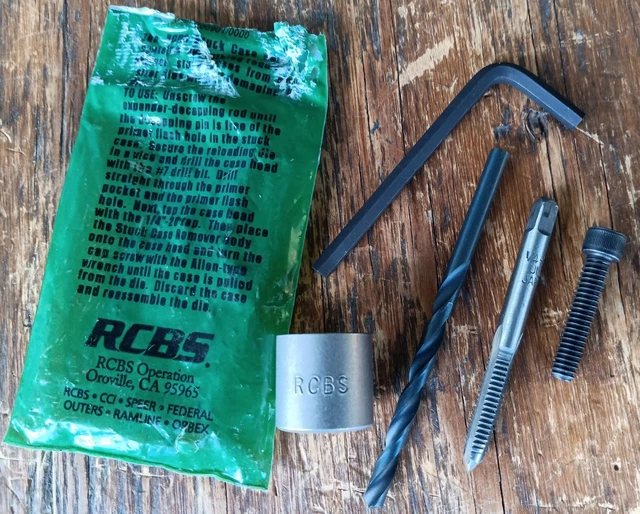 TO USE: Unscrew the
expander-decapping rod until
the decapping pin is free of the
primer flash hole in the stuck
case. Secure the reloading die
in a vice and drill the case head
with the #7 drill bit. Drill
straight through the primer
pocket and the primer flash
hole. Next, tap the case head
with the 1/4" tap. Then place
the Stuck Case Remover body
onto the case head and turn the
cap screw with the Allen-type
wrench until the case is pulled
from the die. Discard the case
and reassemble the die.
RCBS.
RCBS Operation
Oroville, CA 95965
RCBS • CCI • SPEER • FEDERAL
OUTERS • RAMLINE •
RCBS